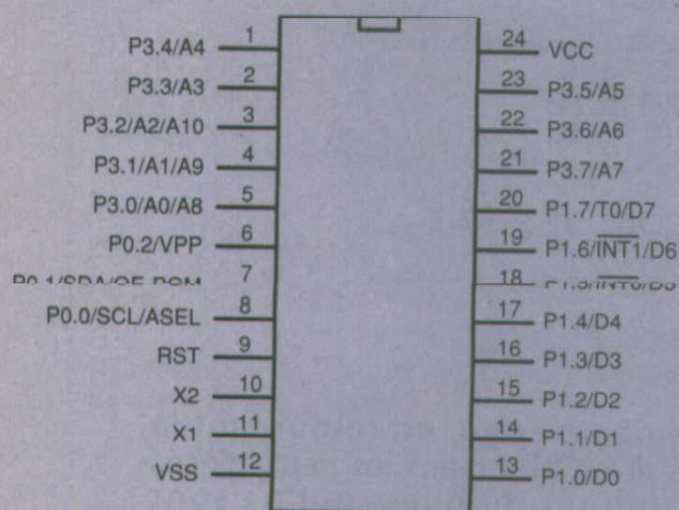 P3.4/A4 1 24 VCC
P3.3/A3 2 23 P3.5/A5
P3.2/A2/A10 3 22 P3.6/A6
P3.1/A1/A9 4 21 P3.7/A7
P3.0/A0/A8 5 20 P1.7/T0/D7
P0.2/VPP 6 19 P1.6/INT1/D6
7 18
P0.0/SCL/ASEL 8 17 P1.4/D4
RST 9 16 P1.3/D3
X2 10 15 P1.2/D2
X1 11 14 P1.1/D1
VSS 12 13 P1.0/D0